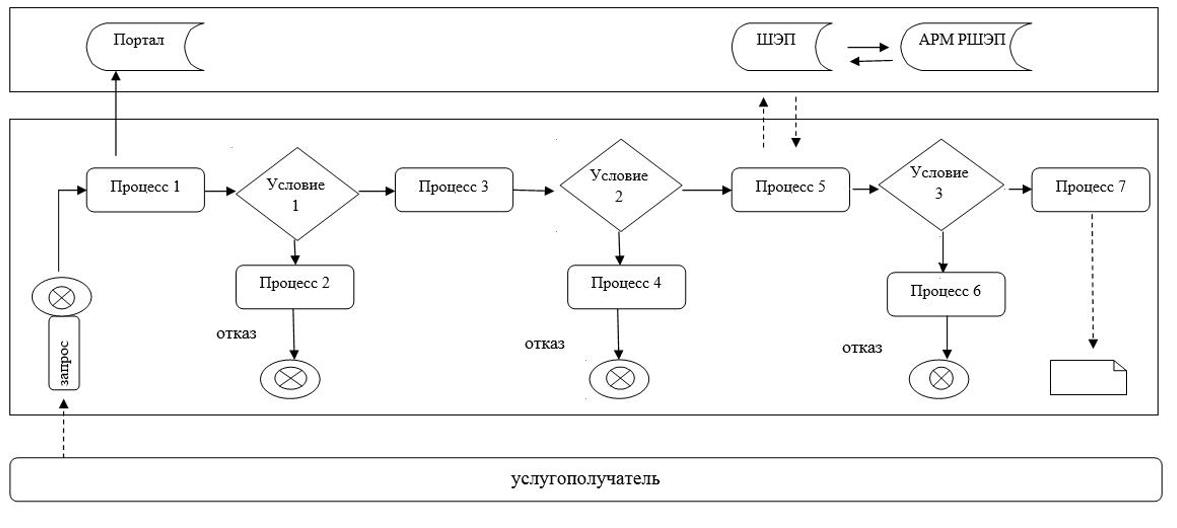 Портал
ШЭП
АРМ РШЭП
Процесс 1
Условие
1
Процесс 3
Условие
2
Процесс 5
Условие
3
Процесс 7
Процесс 2
Процесс 4
Процесс 6
запрос
отказ
отказ
отказ
услугополучатель